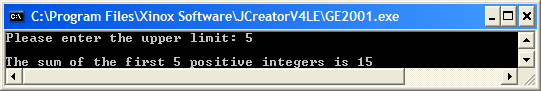 C:\Program Files\Xinox Software\JCreatorV4LE\GE2001.exe
Please enter the upper limit: 5
The sum of the first 5 positive integers is 15